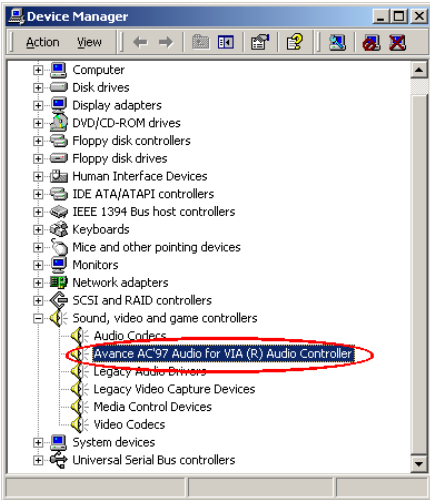 Device Manager
Action View
Computer
Disk drives
Display adapters
DVD/CD-ROM drives
Floppy disk controllers
Floppy disk drives
Human Interface Devices
IDE ATA/ATAPI controllers
IEEE 1394 Bus host controllers
Keyboards
Mice and other pointing devices
Monitors
Network adapters
SCSI and RAID controllers
Sound, video and game controllers
Audio Codecs
Avance AC'97 Audio for VIA (R) Audio Controller
Legacy Audio Drivers
Legacy Video Capture Devices
Media Control Devices
Video Codecs
System devices
Universal Serial Bus controllers